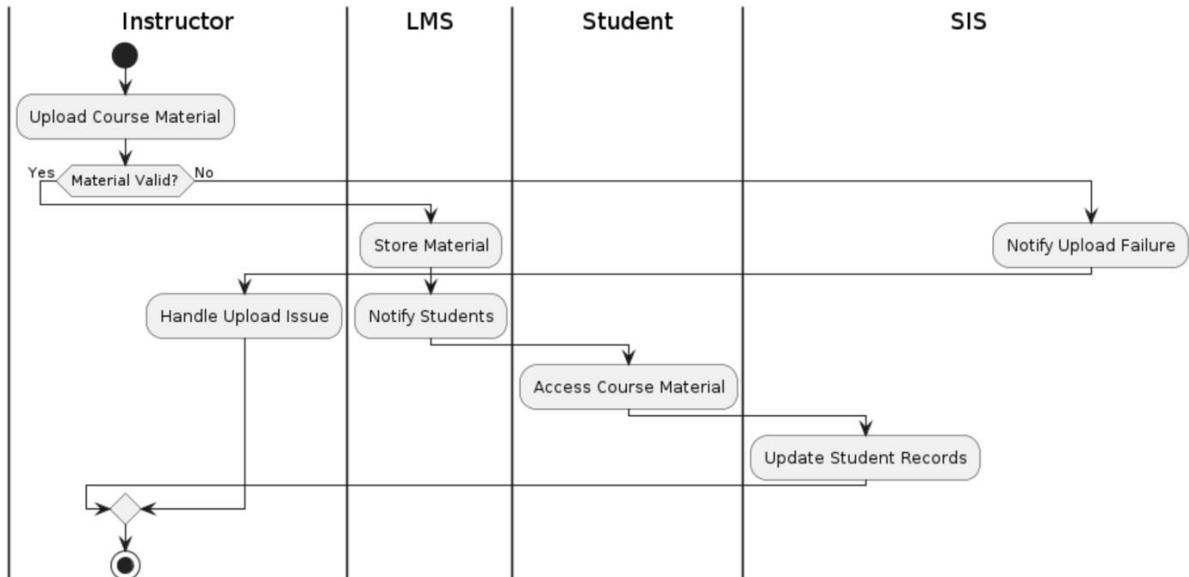 Instructor
LMS
Student
SIS
Upload Course Material
Yes
Material Valid?
No
Store Material
Notify Upload Failure
Handle Upload Issue
Notify Students
Access Course Material
Update Student Records